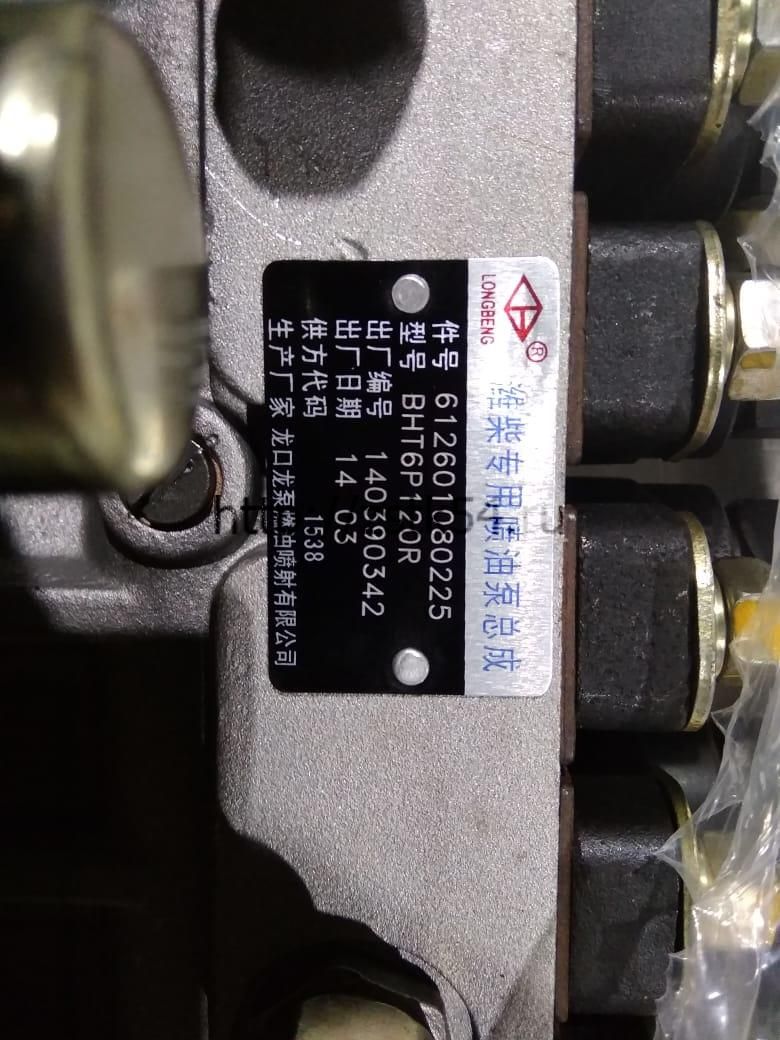 LONGBENG
®
潍柴专用喷油泵总成
件号 612601080225
型号 BHT6P120R
出厂编号 140390342
出厂日期 14 03
供方代码 1538
生产厂家 龙口龙泵燃油喷射有限公司